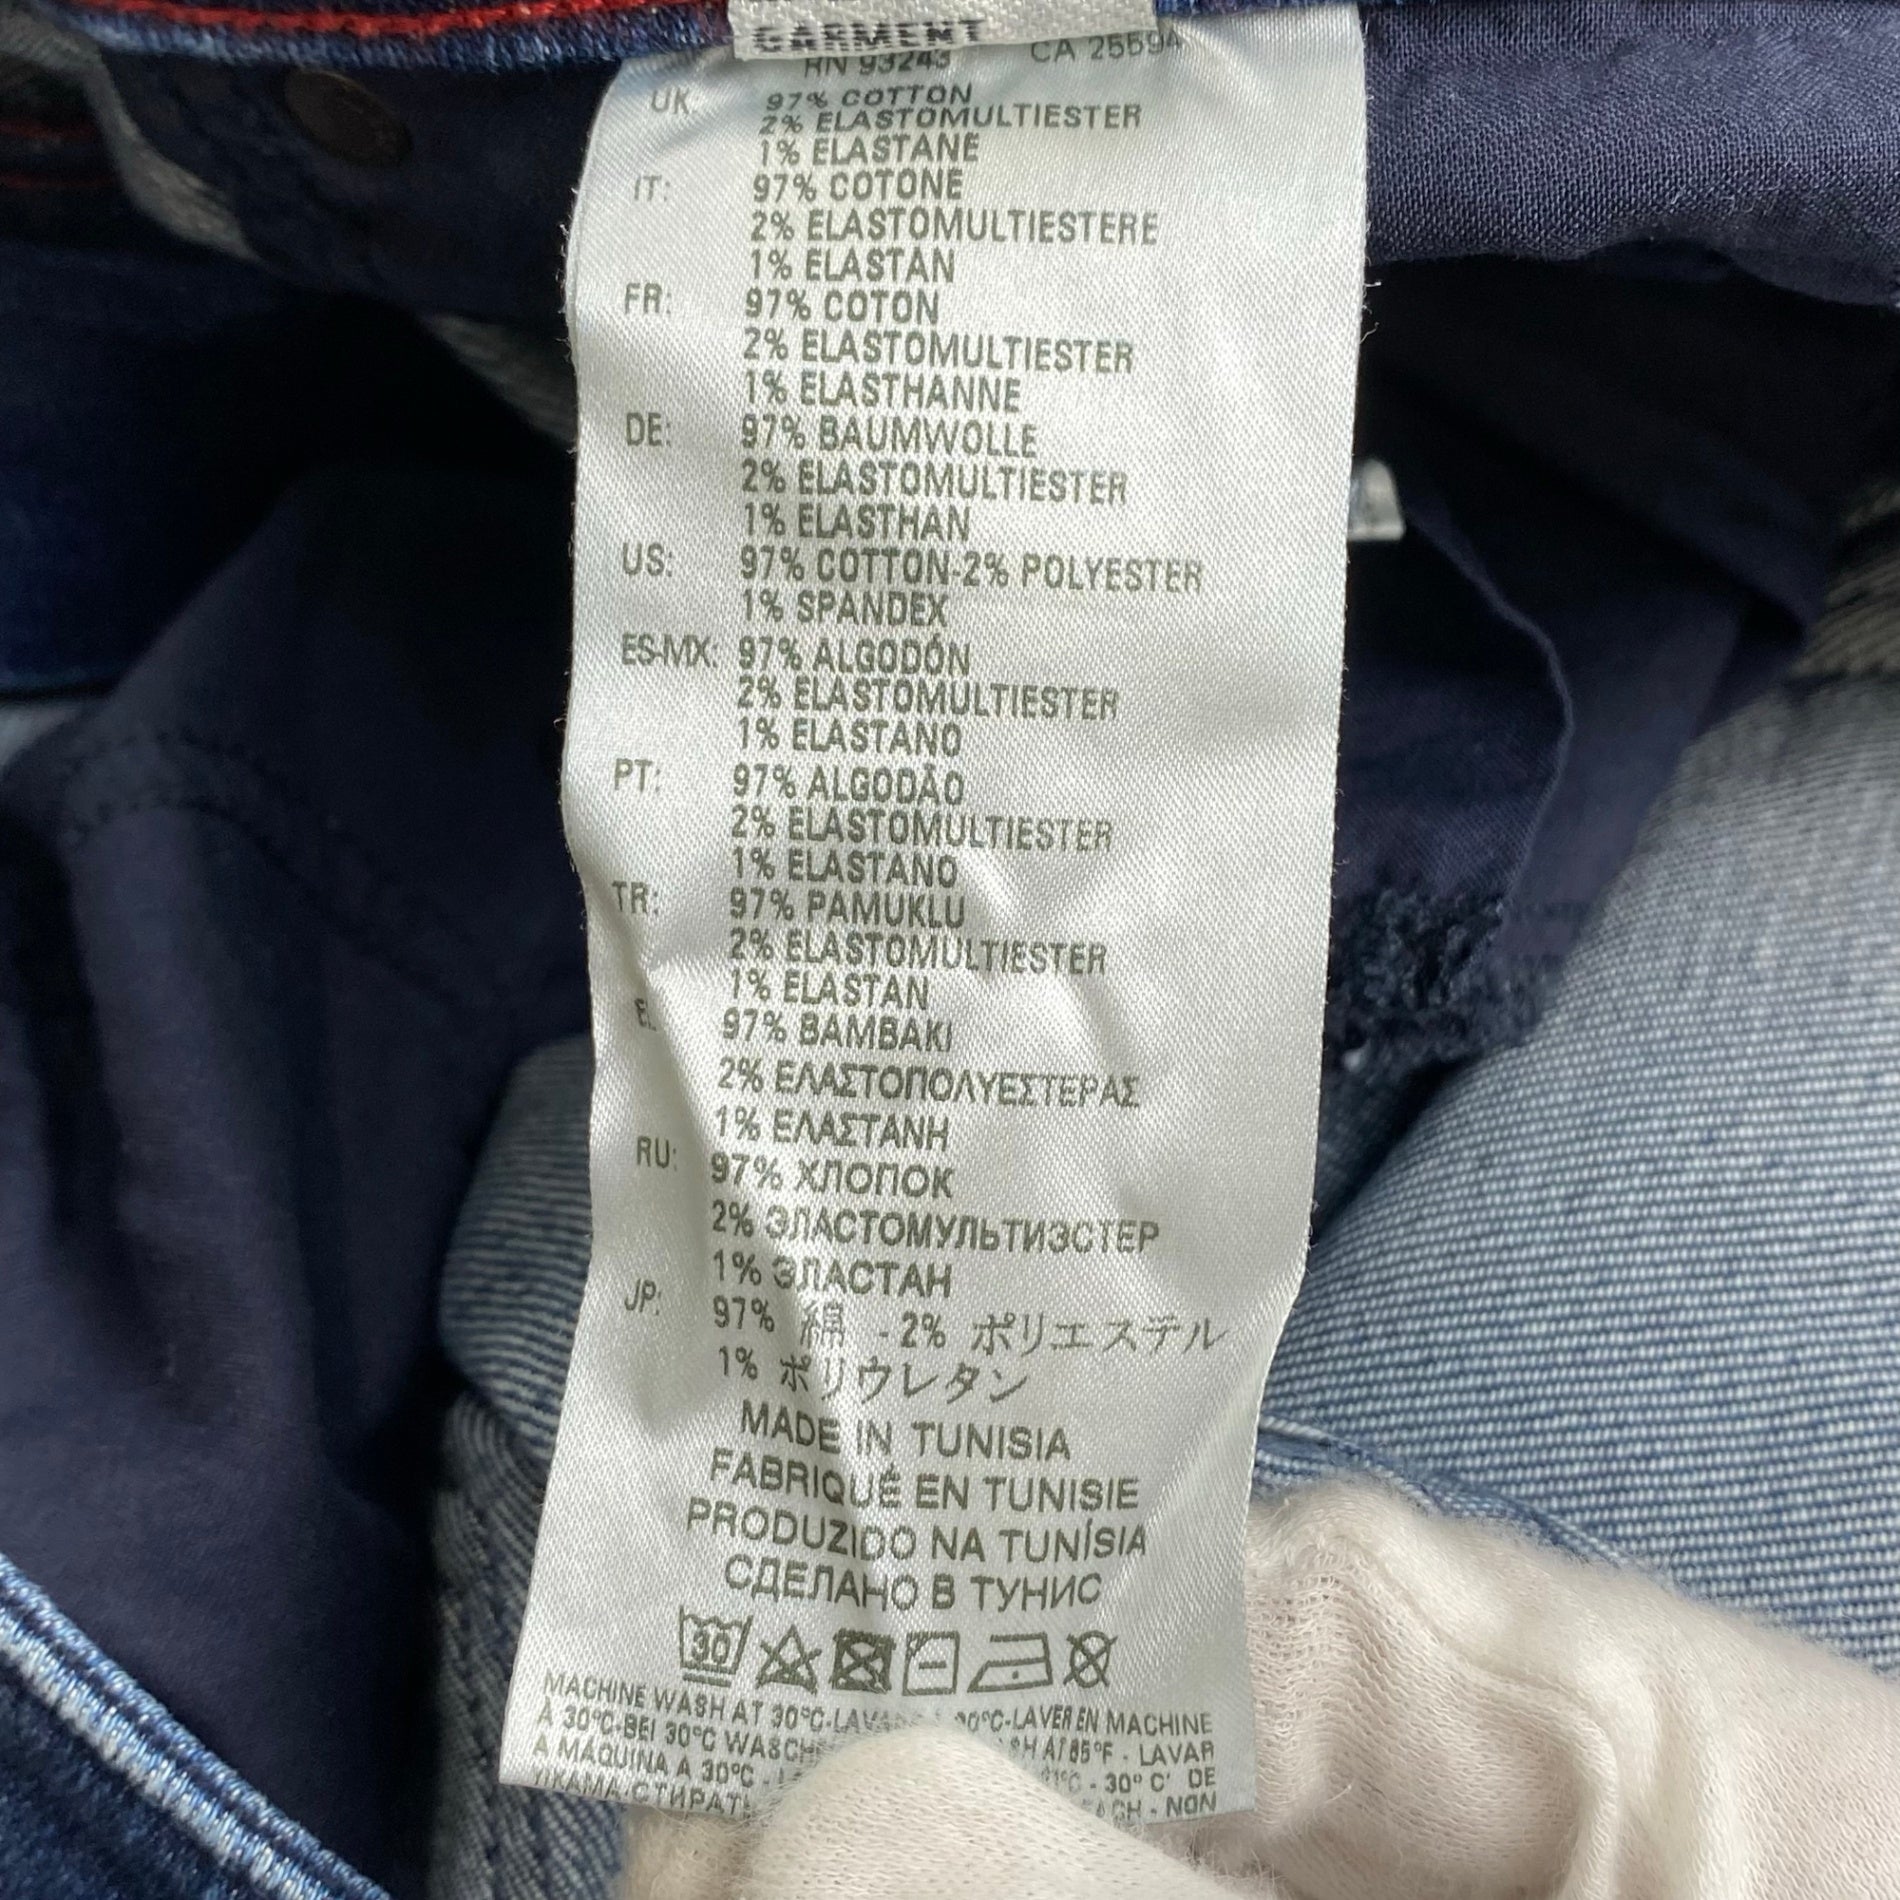 GARMENT
RN 93243 CA 25594
UK: 97% COTTON
2% ELASTOMULTIESTER
1% ELASTANE
IT: 97% COTONE
2% ELASTOMULTIESTERE
1% ELASTAN
FR: 97% COTON
2% ELASTOMULTIESTER
1% ELASTHANNE
DE: 97% BAUMWOLLE
2% ELASTOMULTIESTER
1% ELASTHAN
US: 97% COTTON-2% POLYESTER
1% SPANDEX
ES-MX: 97% ALGODÓN
2% ELASTOMULTIESTER
1% ELASTANO
PT: 97% ALGODÃO
2% ELASTOMULTIESTER
1% ELASTANO
TR: 97% PAMUKLU
2% ELASTOMULTIESTER
1% ELASTAN
EL 97% BAMBAKI
2% ΕΛΑΣΤΟΠΟΛΥΕΣΤΕΡΑΣ
1% ΕΛΑΣΤΑΝΗ
RU: 97% ХЛОПОК
2% ЭЛАСТОМУЛЬТИЭСТЕР
1% ЭЛАСТАН
JP: 97% 綿 - 2% ポリエステル
1% ポリウレタン
MADE IN TUNISIA
FABRIQUÉ EN TUNISIE
PRODUZIDO NA TUNÍSIA
СДЕЛАНО В ТУНИС
30
MACHINE WASH AT 30°C-LAVARE A 30°C-LAVER EN MACHINE
À 30°C-BEI 30°C AT 85°F - LAVAR
A MÁQUINA A 30°C - - 30° C' DE
- NON